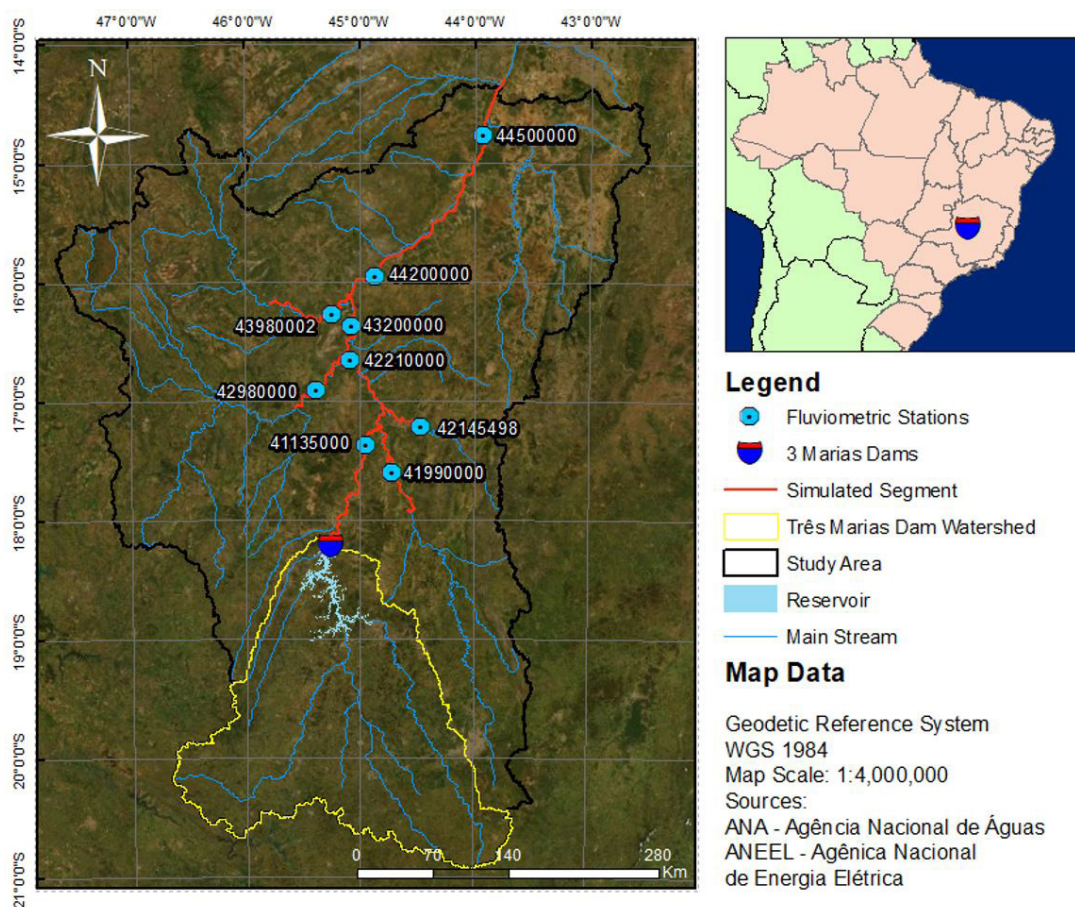 47°0'0"W 46°0'0"W 45°0'0"W 44°0'0"W 43°0'0"W
14°0'0"S
15°0'0"S
16°0'0"S
17°0'0"S
18°0'0"S
19°0'0"S
20°0'0"S
21°0'0"S
N
44500000
44200000
43980002
43200000
42210000
42980000
42145498
41135000
41990000
0 70 140 280
Km
Legend
Fluviometric Stations
3 Marias Dams
Simulated Segment
Três Marias Dam Watershed
Study Area
Reservoir
Main Stream
Map Data
Geodetic Reference System
WGS 1984
Map Scale: 1:4,000,000
Sources:
ANA - Agência Nacional de Águas
ANEEL - Agênica Nacional
de Energia Elétrica